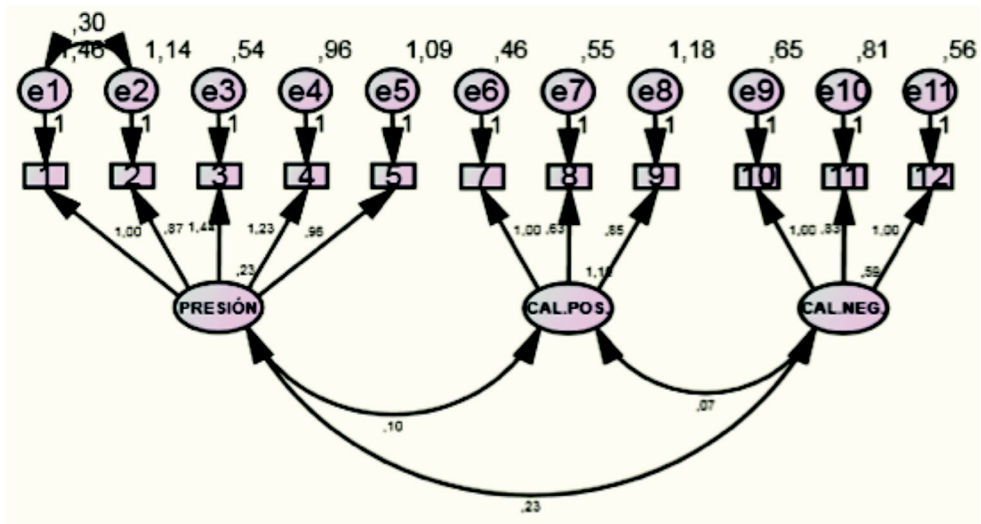 ,30
1,46 1,14 ,54 ,96 1,09 ,46 ,55 1,18 ,65 ,81 ,56
e1 e2 e3 e4 e5 e6 e7 e8 e9 e10 e11
1 1 1 1 1 1 1 1 1 1 1
1 2 3 4 5 7 8 9 10 11 12
1,00 ,87 1,23 ,96 1,00 ,63 ,85 1,00 ,83 1,00
,23 ,59
PRESIÓN CAL.POS. CAL.NEG.
,10 ,07
,23